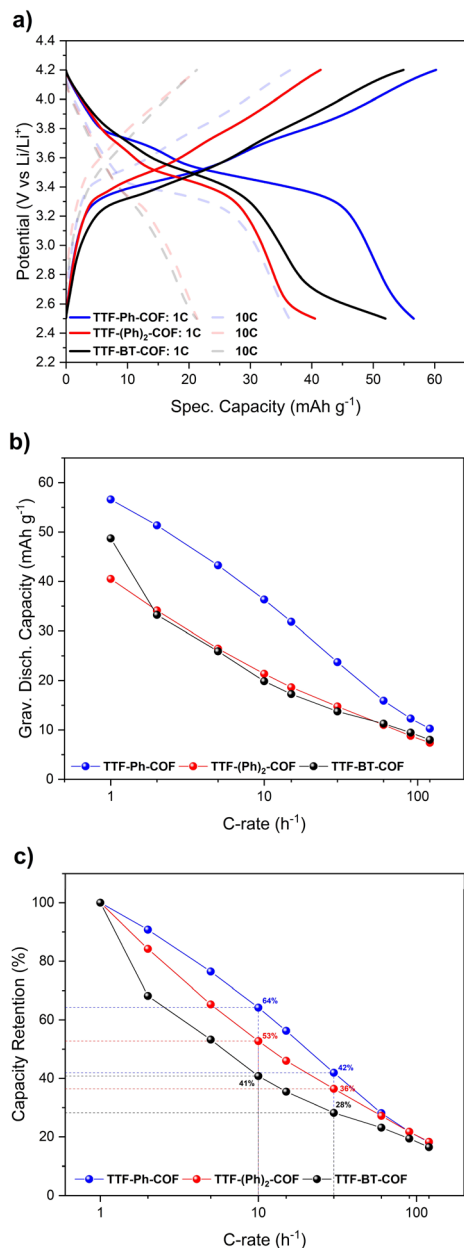 a)
4.2
4.0
3.8
3.6
3.4
3.2
3.0
2.8
2.6
2.4
2.2
Potential (V vs Li/Li⁺)
TTF-Ph-COF: 1C 10C
TTF-(Ph)₂-COF: 1C 10C
TTF-BT-COF: 1C 10C
0 10 20 30 40 50 60
Spec. Capacity (mAh g⁻¹)
b)
60
50
40
30
20
10
0
Grav. Disch. Capacity (mAh g⁻¹)
TTF-Ph-COF TTF-(Ph)₂-COF TTF-BT-COF
1 10 100
C-rate (h⁻¹)
c)
100
80
60
40
20
0
Capacity Retention (%)
64%
53%
41%
42%
36%
28%
TTF-Ph-COF TTF-(Ph)₂-COF TTF-BT-COF
1 10 100
C-rate (h⁻¹)